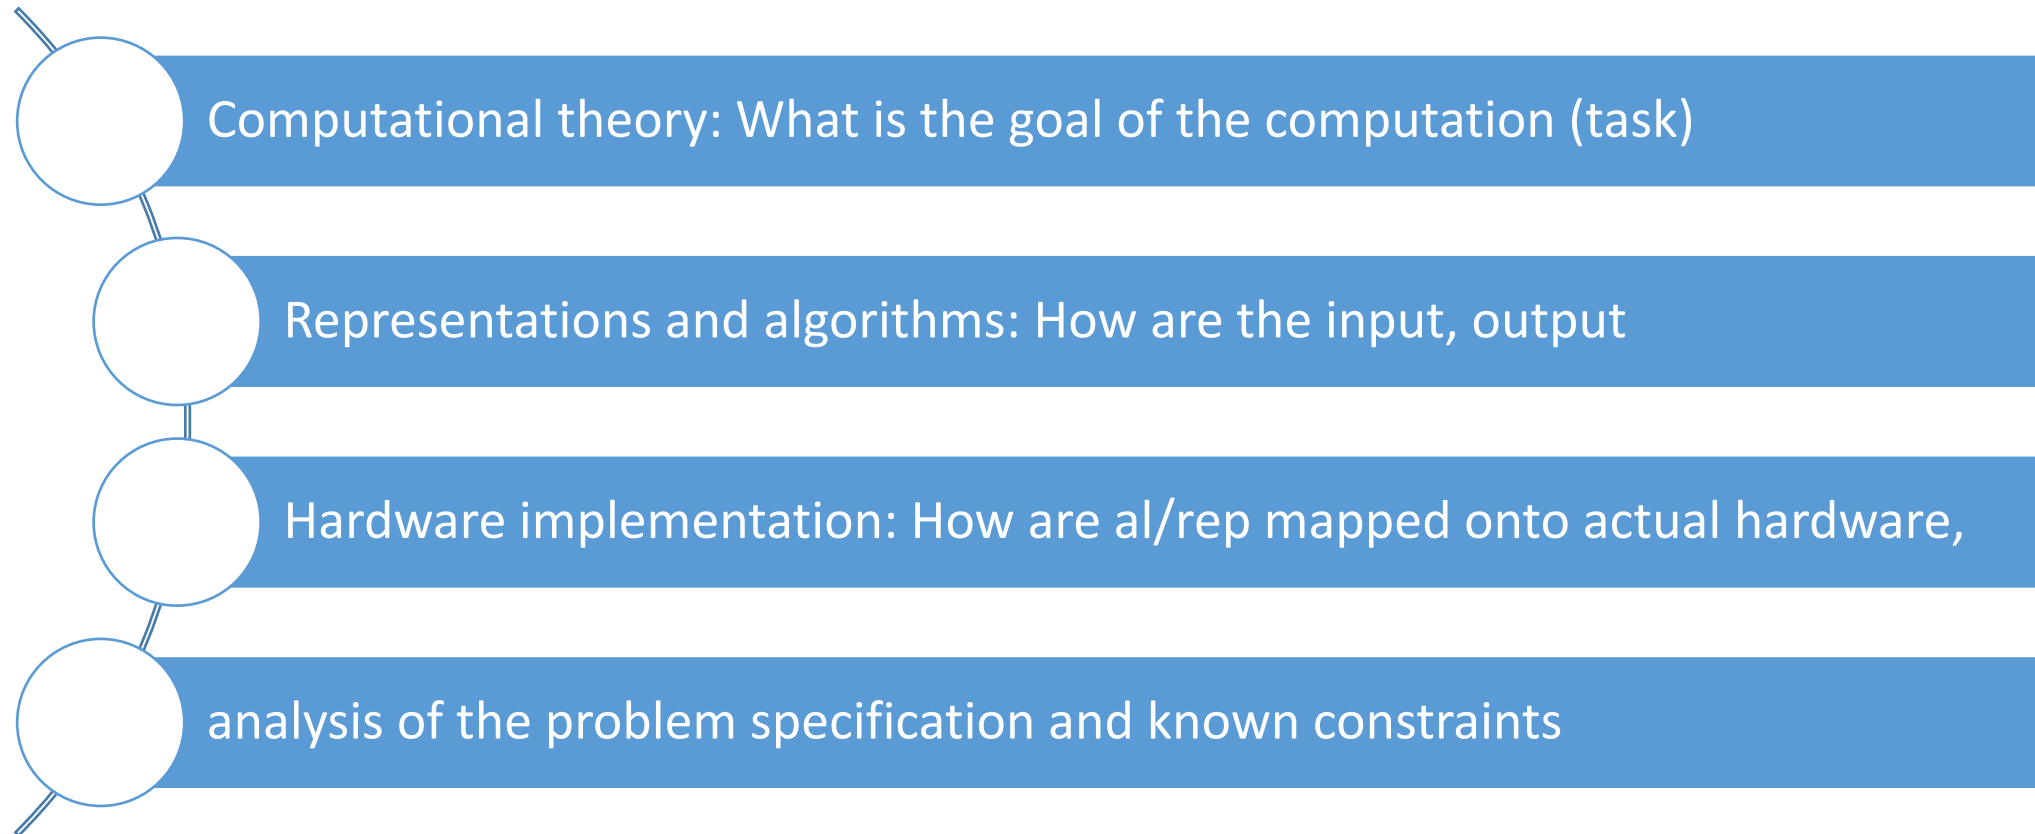 Computational theory: What is the goal of the computation (task)
Representations and algorithms: How are the input, output
Hardware implementation: How are al/rep mapped onto actual hardware,
analysis of the problem specification and known constraints